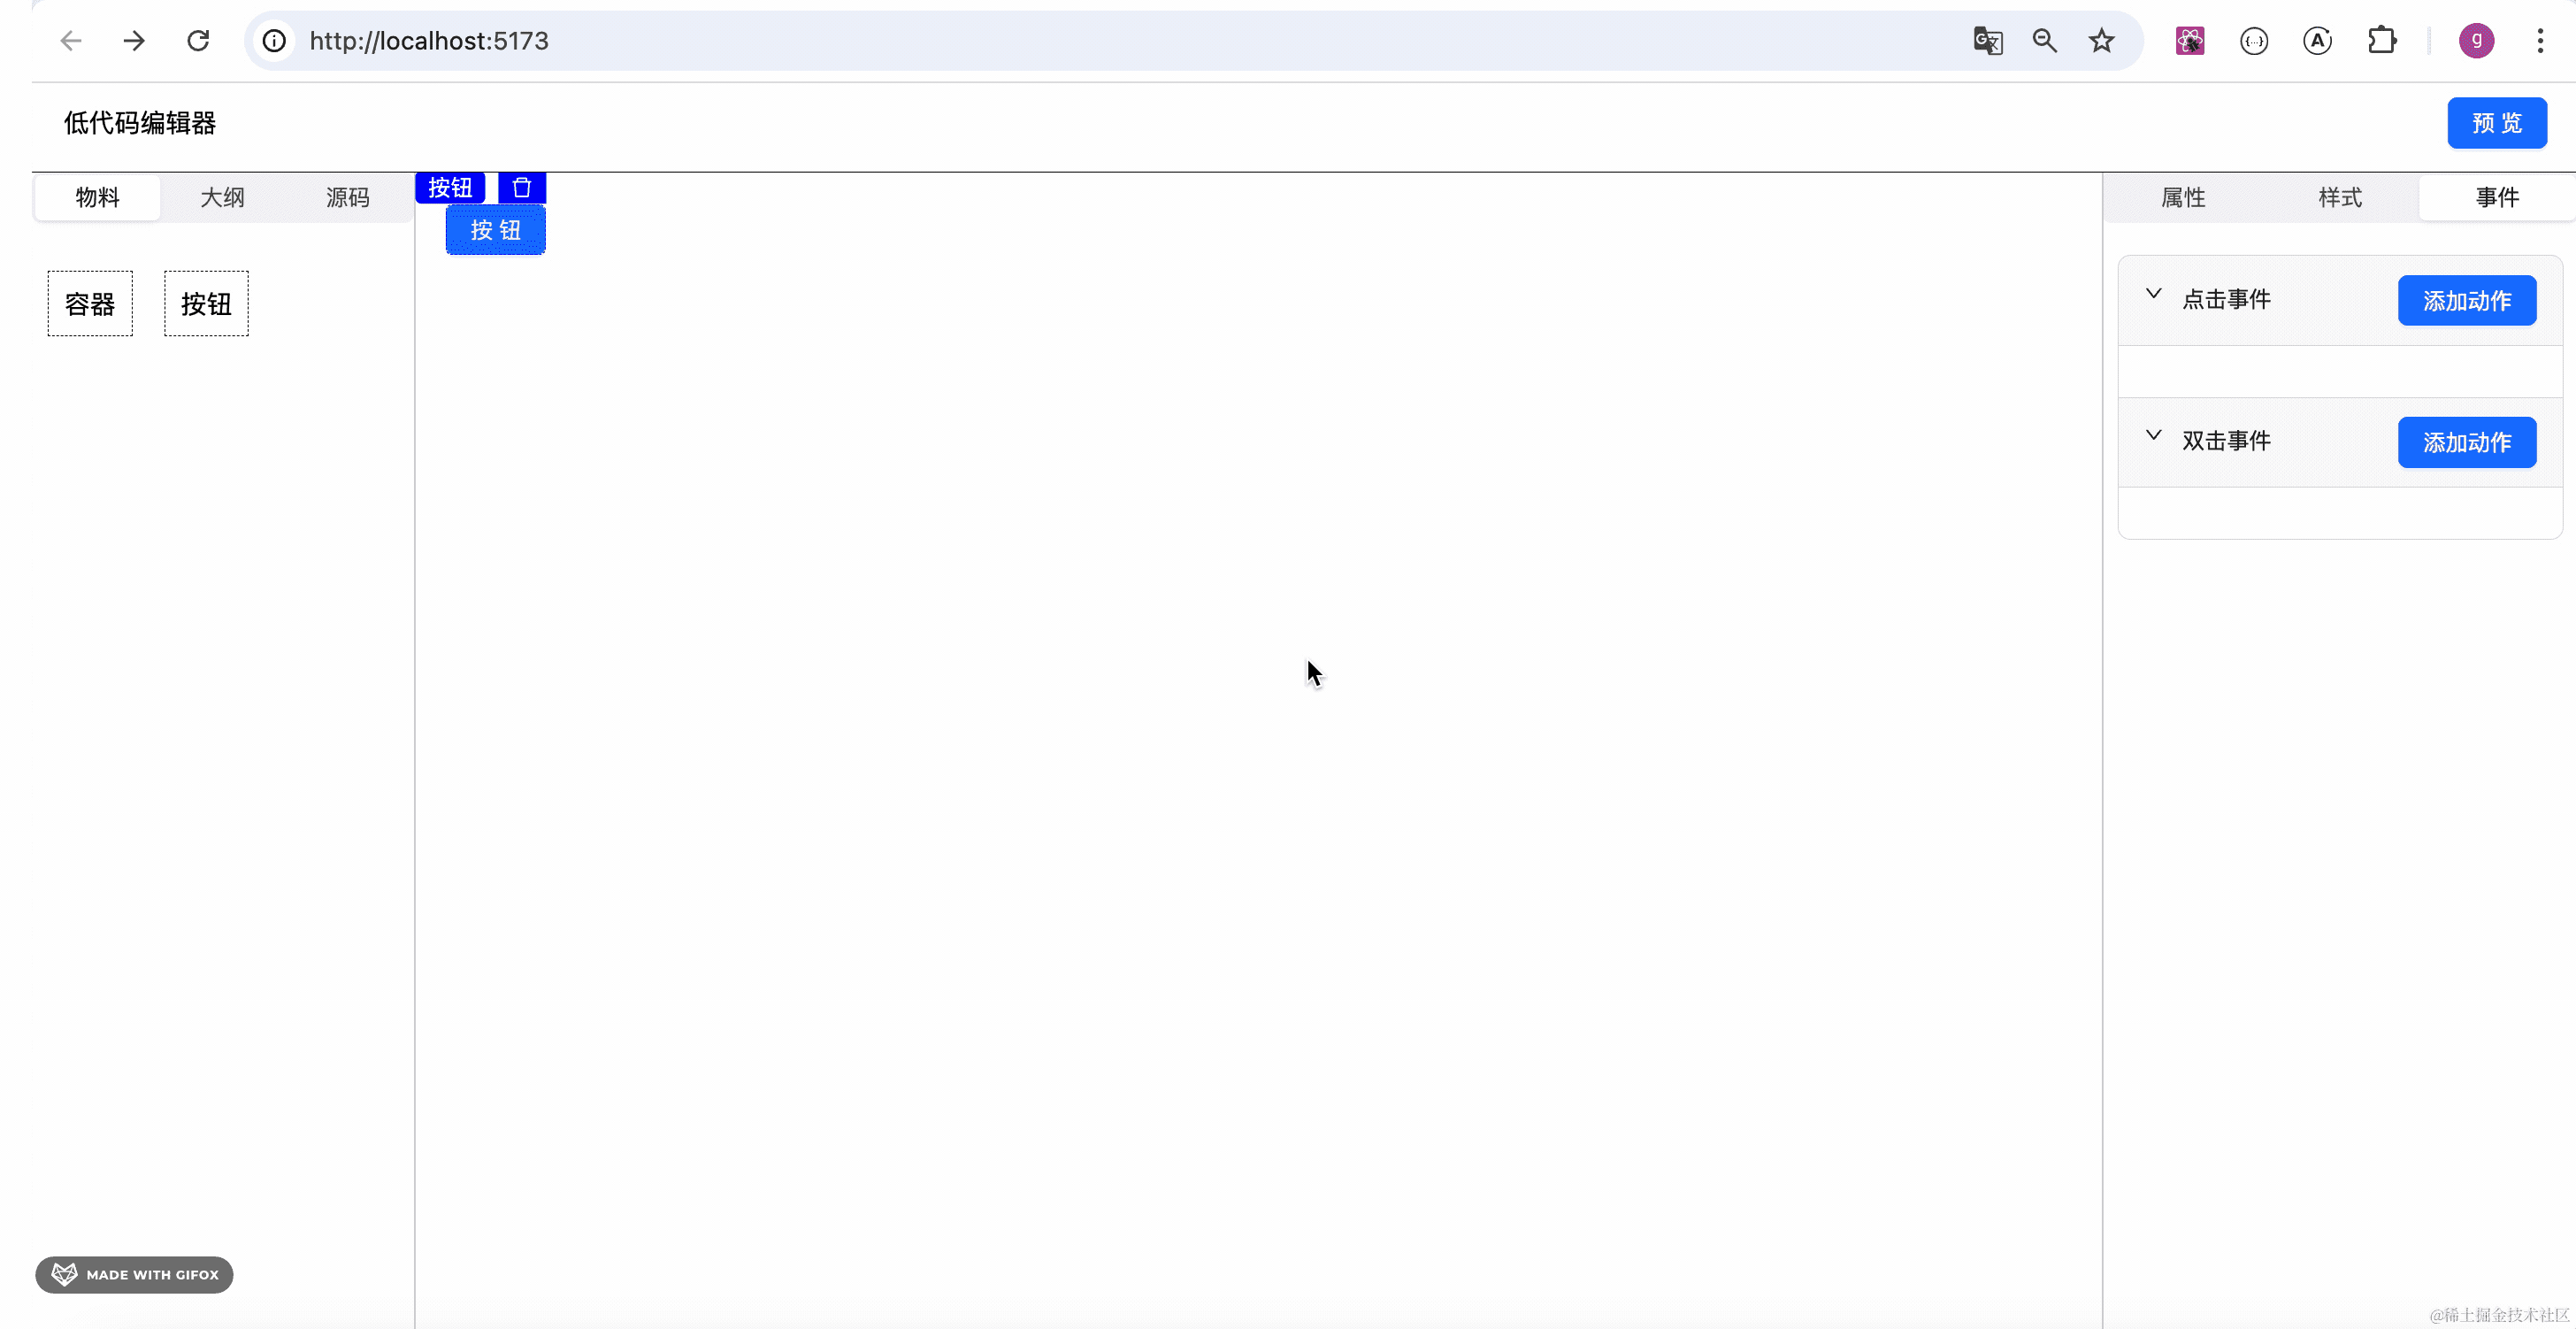 http://localhost:5173
g
低代码编辑器
预 览
物料 大纲 源码
按钮
按 钮
容器 按钮
属性 样式 事件
点击事件 添加动作
双击事件 添加动作
MADE WITH GIFOX
@稀土掘金技术社区